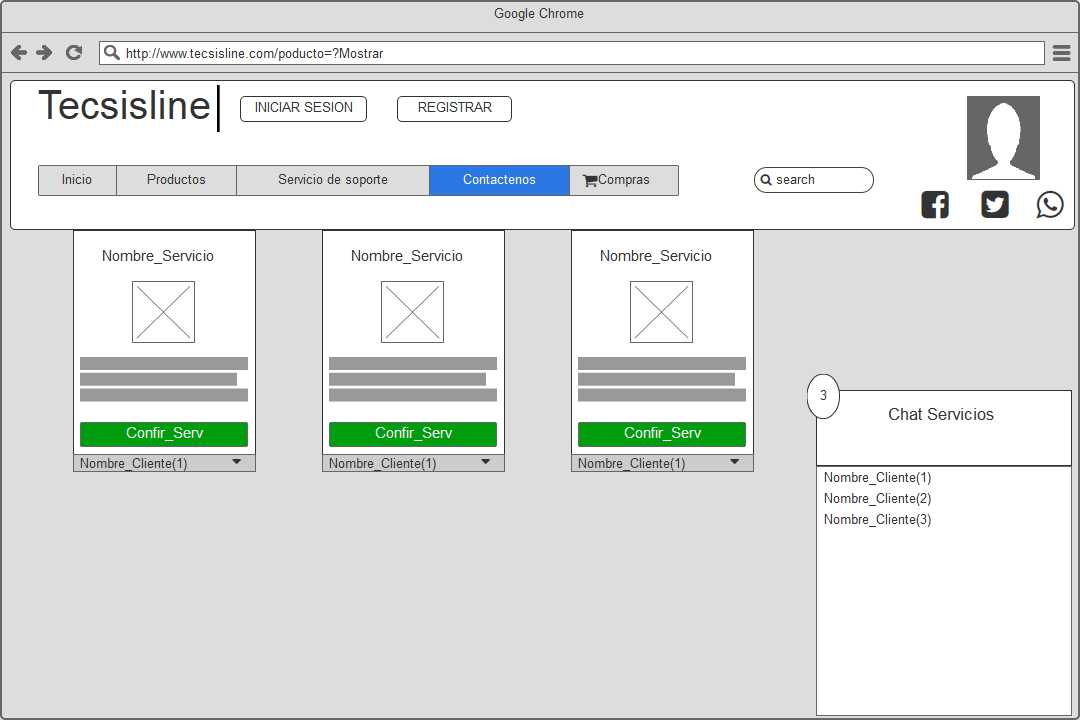 Google Chrome
http://www.tecsisline.com/poducto=?Mostrar
Tecsisline
INICIAR SESION
REGISTRAR
Inicio
Productos
Servicio de soporte
Contactenos
Compras
search
Nombre_Servicio
Confir_Serv
Nombre_Cliente(1)
Nombre_Servicio
Confir_Serv
Nombre_Cliente(1)
Nombre_Servicio
Confir_Serv
Nombre_Cliente(1)
3
Chat Servicios
Nombre_Cliente(1)
Nombre_Cliente(2)
Nombre_Cliente(3)